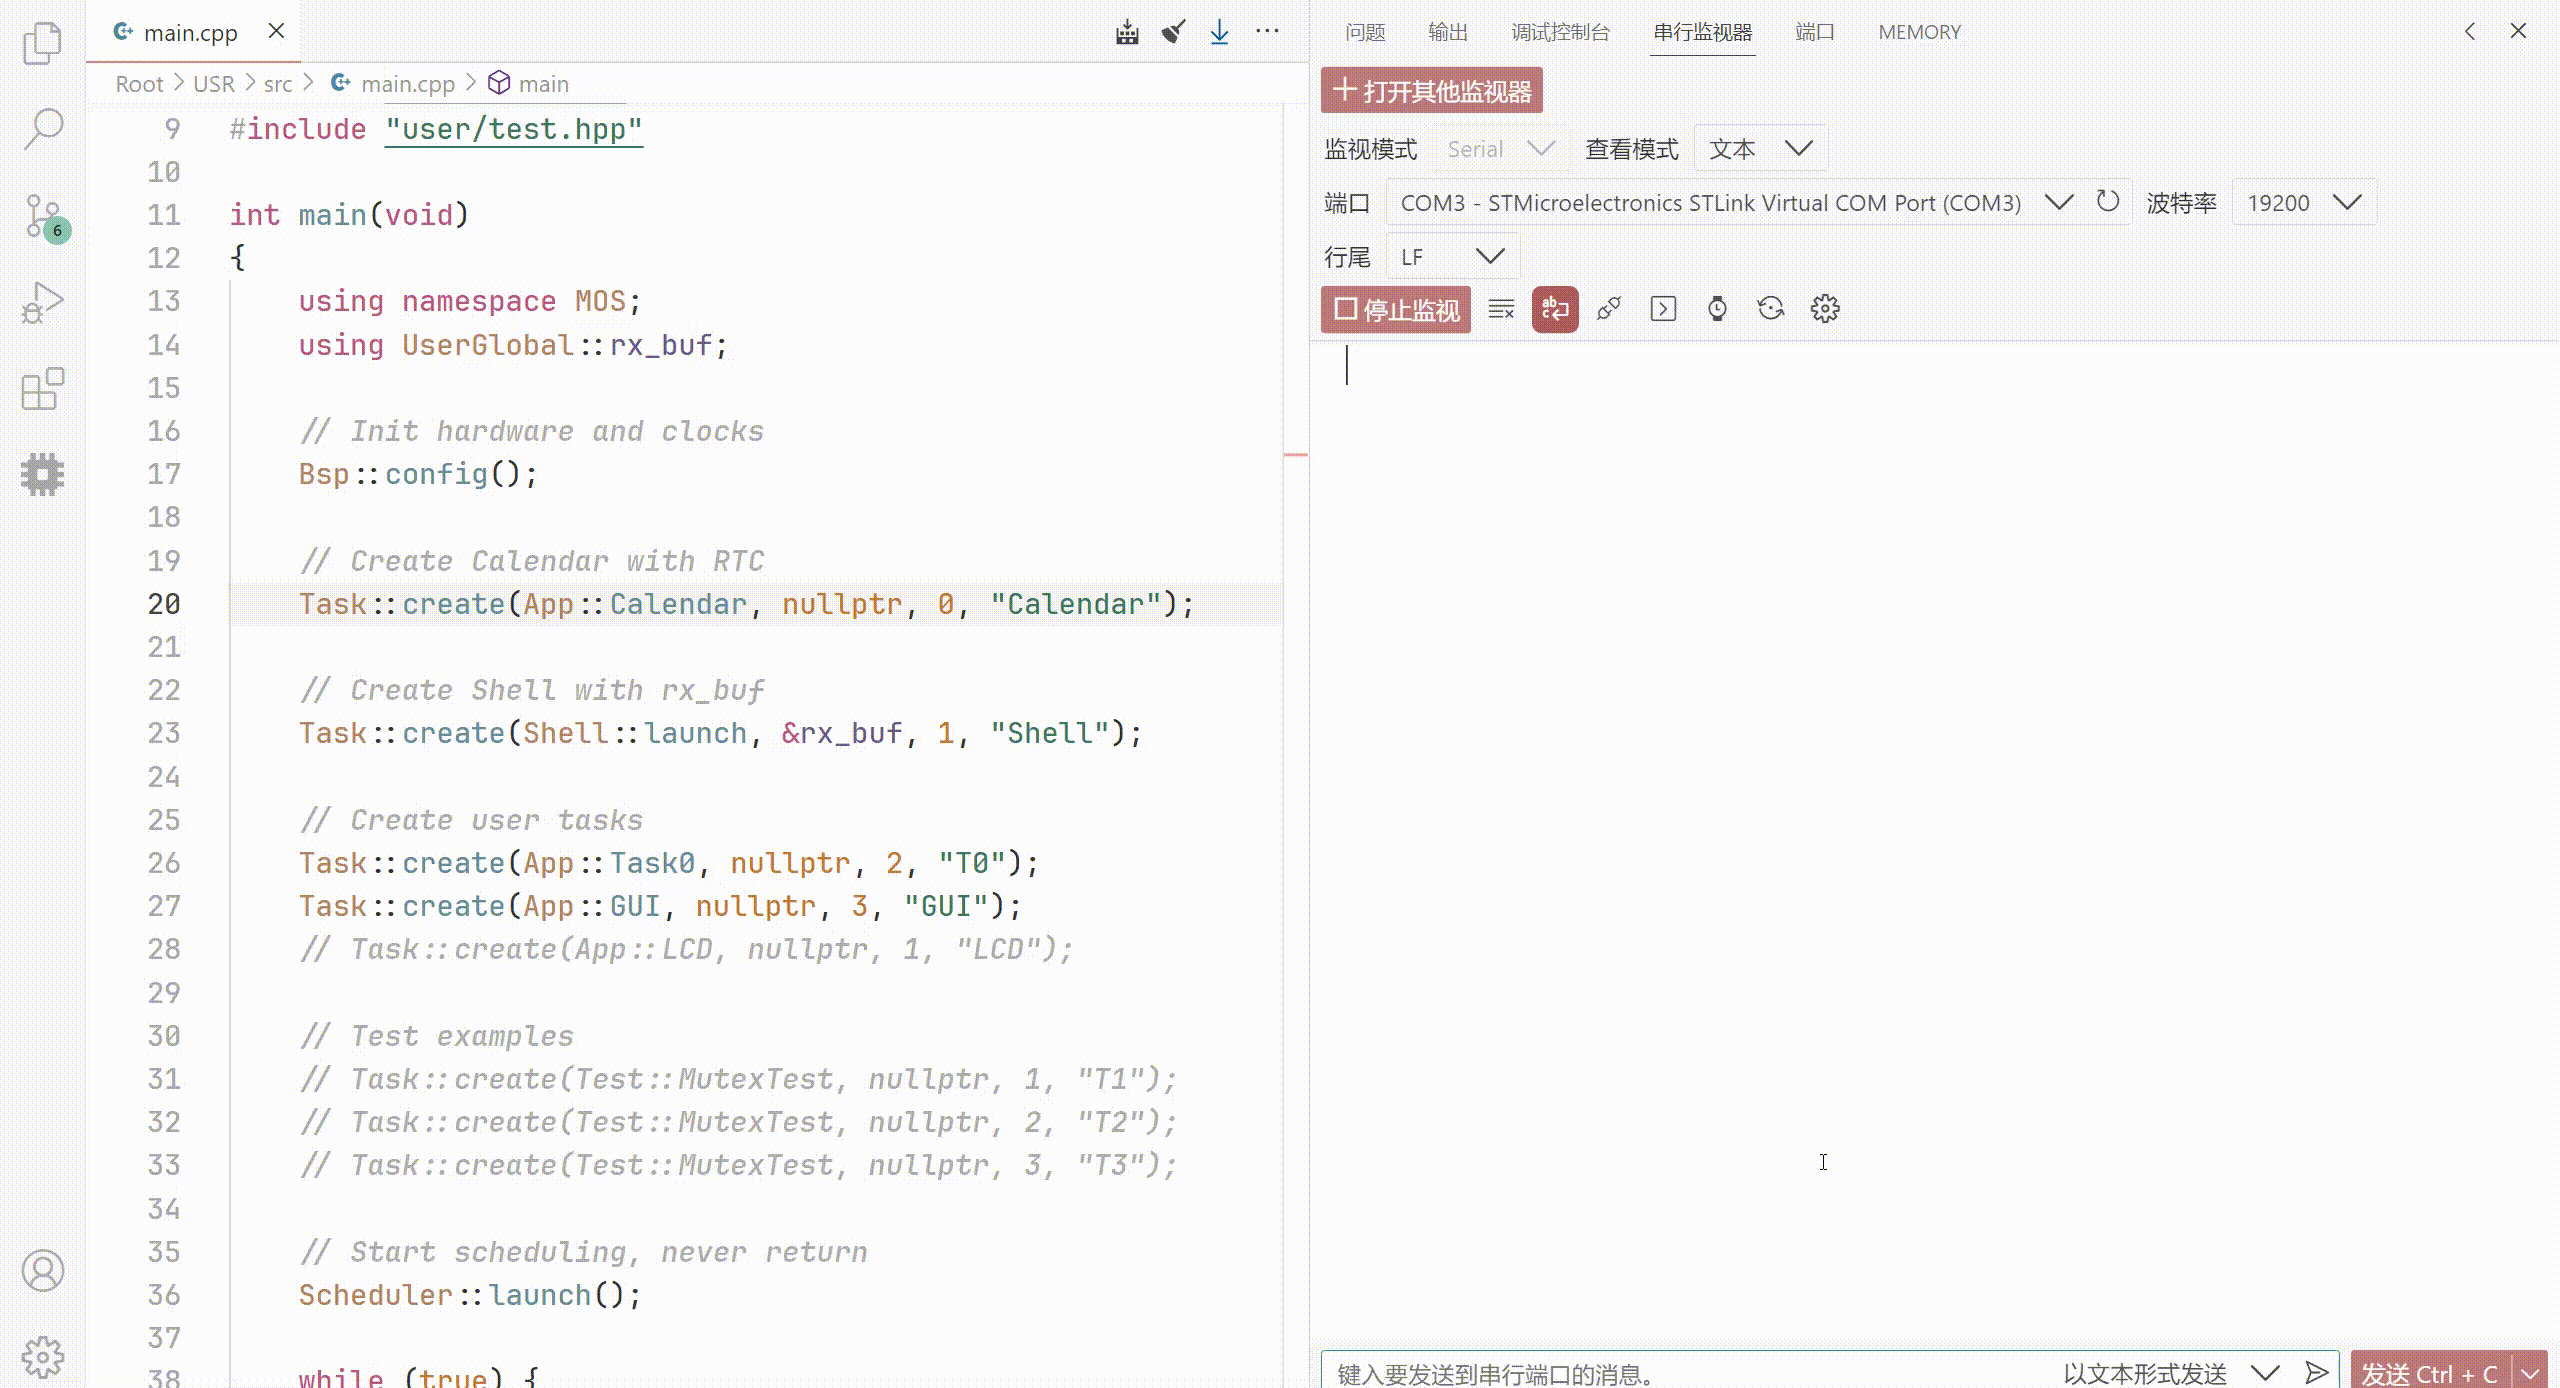 main.cpp
Root > USR > src > main.cpp > main
9 #include "user/test.hpp"
10
11 int main(void)
12 {
13 using namespace MOS;
14 using UserGlobal::rx_buf;
15
16 // Init hardware and clocks
17 Bsp::config();
18
19 // Create Calendar with RTC
20 Task::create(App::Calendar, nullptr, 0, "Calendar");
21
22 // Create Shell with rx_buf
23 Task::create(Shell::launch, &rx_buf, 1, "Shell");
24
25 // Create user tasks
26 Task::create(App::Task0, nullptr, 2, "T0");
27 Task::create(App::GUI, nullptr, 3, "GUI");
28 // Task::create(App::LCD, nullptr, 1, "LCD");
29
30 // Test examples
31 // Task::create(Test::MutexTest, nullptr, 1, "T1");
32 // Task::create(Test::MutexTest, nullptr, 2, "T2");
33 // Task::create(Test::MutexTest, nullptr, 3, "T3");
34
35 // Start scheduling, never return
36 Scheduler::launch();
37
38 while (true) {
6
问题 输出 调试控制台 串行监视器 端口 MEMORY
打开其他监视器
监视模式 Serial 查看模式 文本
端口 COM3 - STMicroelectronics STLink Virtual COM Port (COM3) 波特率 19200
行尾 LF
停止监视
键入要发送到串行端口的消息。 以文本形式发送 发送 Ctrl + C